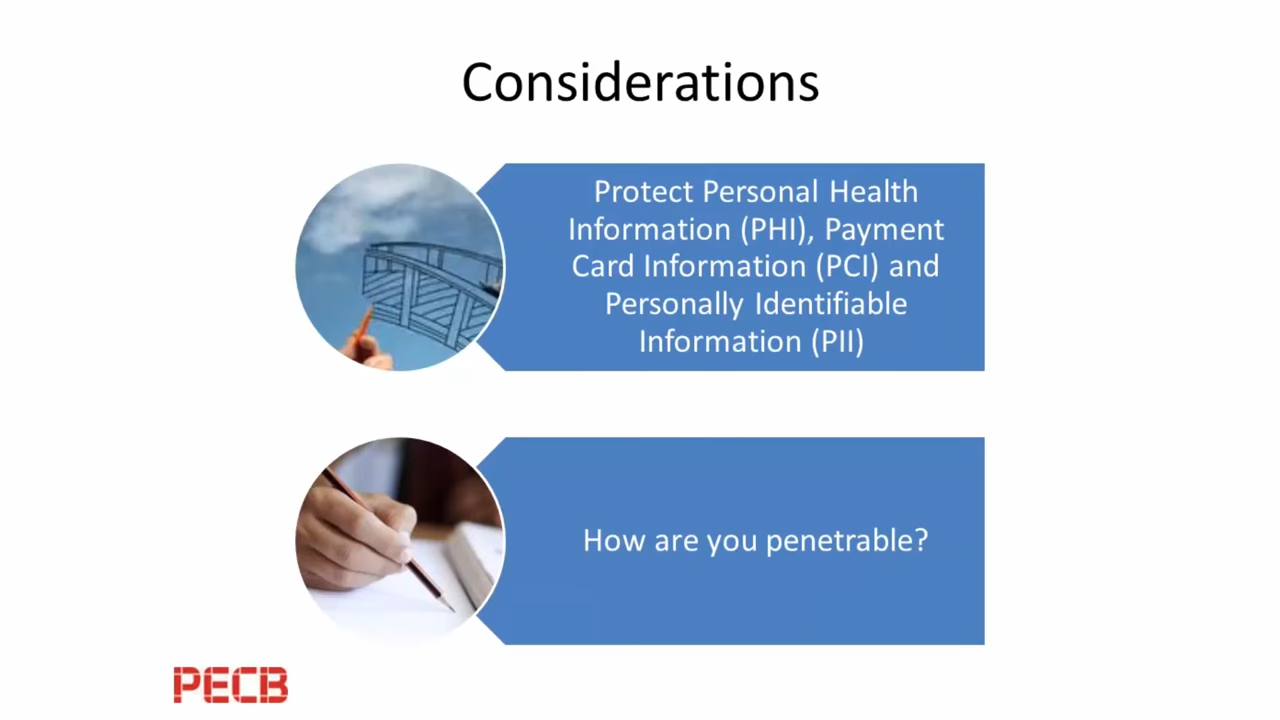 Considerations
Protect Personal Health
Information (PHI), Payment
Card Information (PCI) and
Personally Identifiable
Information (PII)
How are you penetrable?
PECB